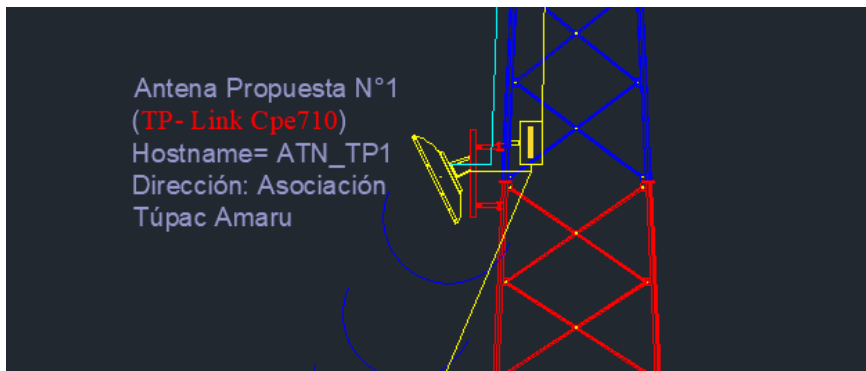 Antena Propuesta N°1
(TP- Link Cpe710)
Hostname= ATN_TP1
Dirección: Asociación
Túpac Amaru